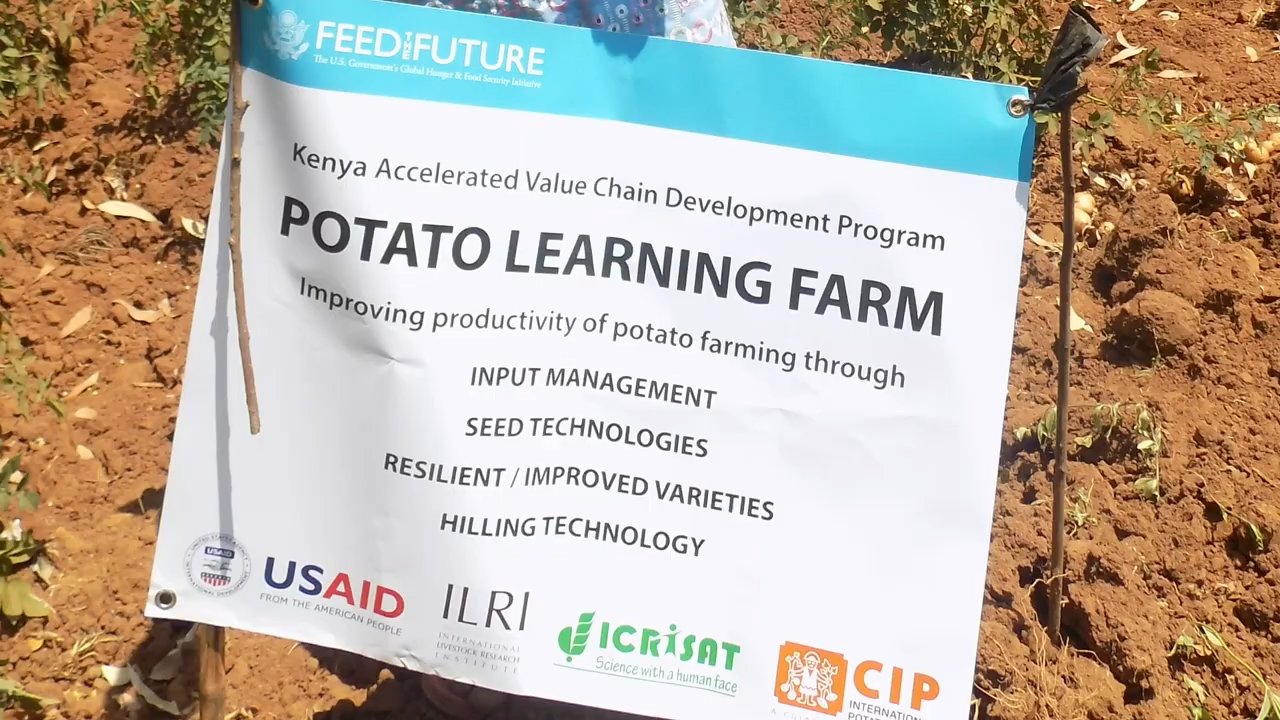 FEED THE FUTURE
The U.S. Government's Global Hunger & Food Security Initiative
Kenya Accelerated Value Chain Development Program
POTATO LEARNING FARM
Improving productivity of potato farming through
INPUT MANAGEMENT
SEED TECHNOLOGIES
RESILIENT / IMPROVED VARIETIES
HILLING TECHNOLOGY
USAID
USAID
FROM THE AMERICAN PEOPLE
ILRI
INTERNATIONAL
LIVESTOCK RESEARCH
INSTITUTE
ICRISAT
Science with a human face
CIP